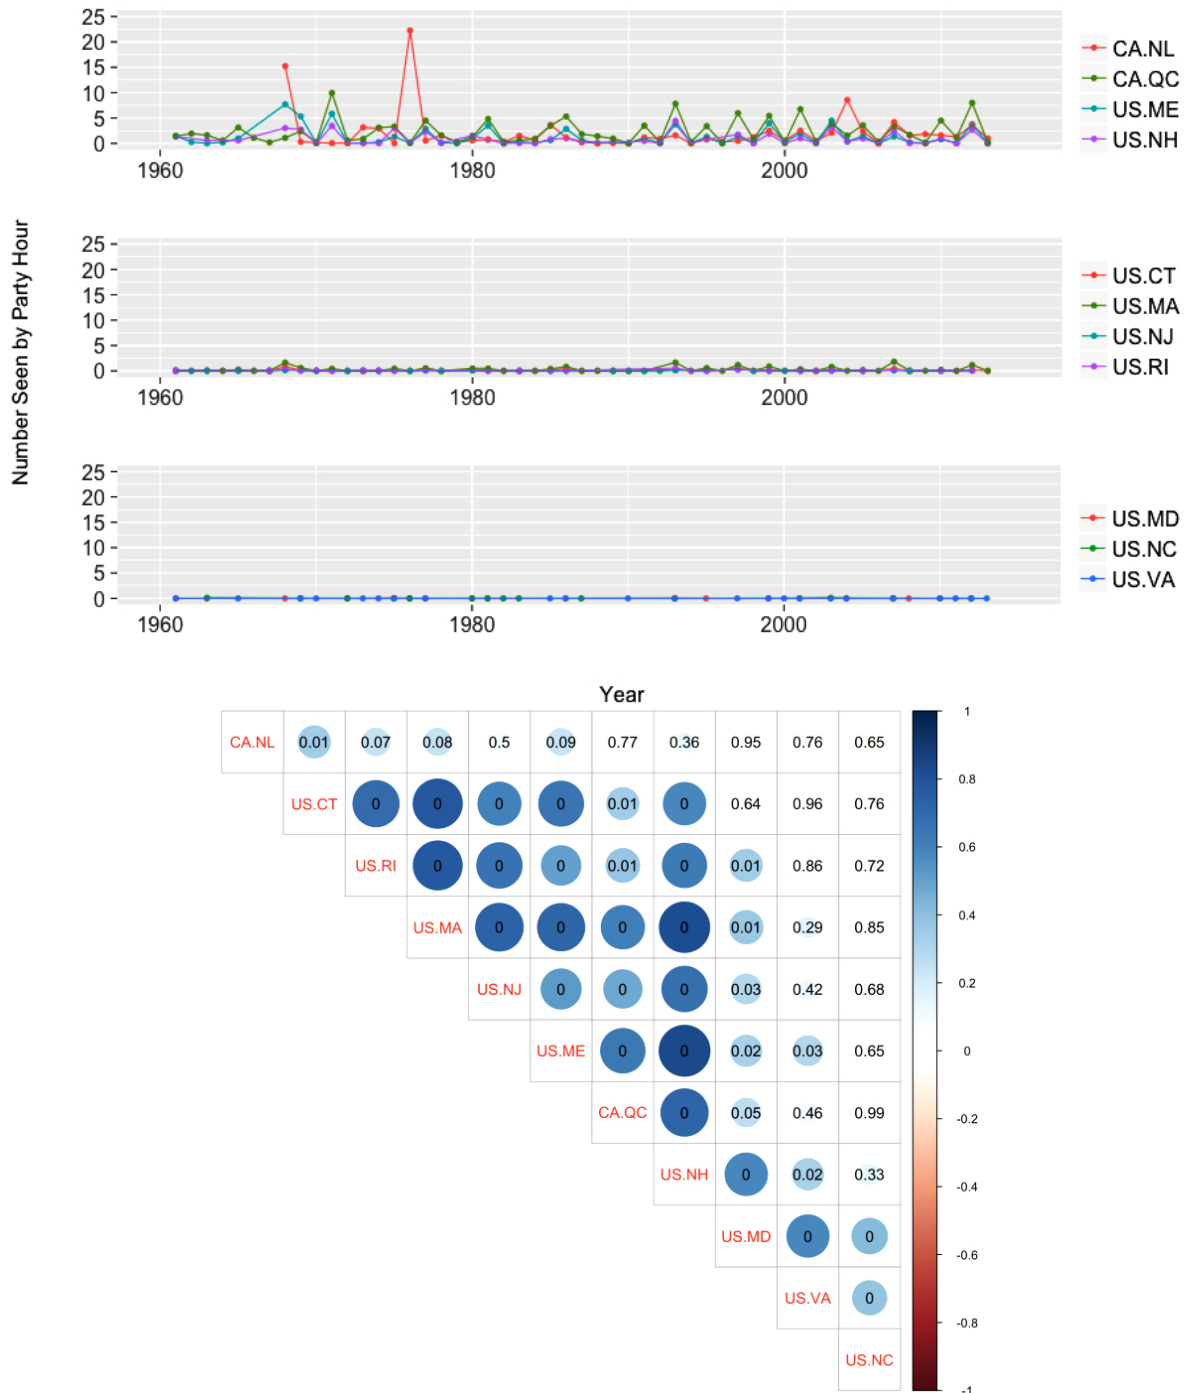 25
20
15
10
5
0
1960 1980 2000
CA.NL
CA.QC
US.ME
US.NH
Number Seen by Party Hour
25
20
15
10
5
0
1960 1980 2000
US.CT
US.MA
US.NJ
US.RI
25
20
15
10
5
0
1960 1980 2000
US.MD
US.NC
US.VA
Year
CA.NL 0.01 0.07 0.08 0.5 0.09 0.77 0.36 0.95 0.76 0.65
US.CT 0 0 0 0 0.01 0 0.64 0.96 0.76
US.RI 0 0 0 0.01 0 0.01 0.86 0.72
US.MA 0 0 0 0 0.01 0.29 0.85
US.NJ 0 0 0 0.03 0.42 0.68
US.ME 0 0 0.02 0.03 0.65
CA.QC 0 0.05 0.46 0.99
US.NH 0 0.02 0.33
US.MD 0 0
US.VA 0
US.NC
1
0.8
0.6
0.4
0.2
0
-0.2
-0.4
-0.6
-0.8
-1